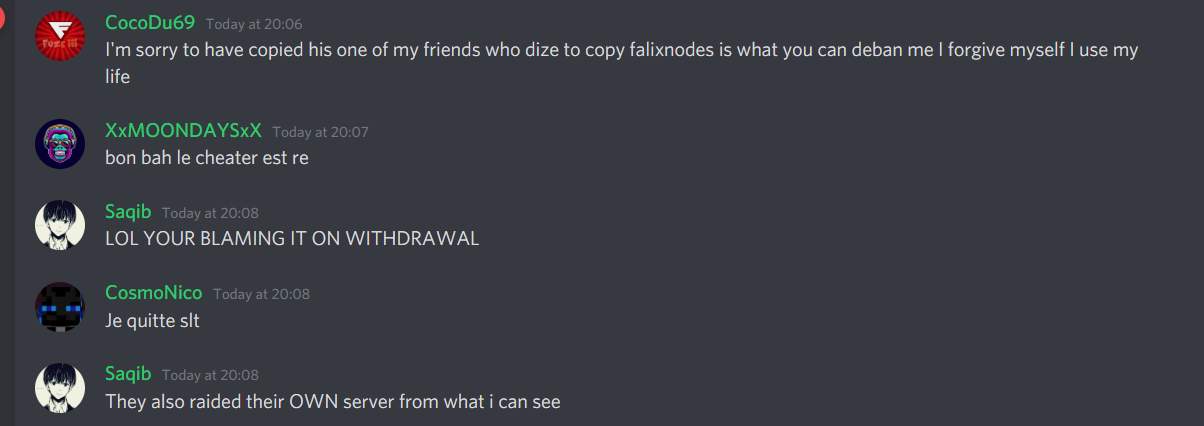 CocoDu69 Today at 20:06
I'm sorry to have copied his one of my friends who dize to copy falixnodes is what you can deban me I forgive myself I use my
life
XxMOONDAYSxX Today at 20:07
bon bah le cheater est re
Saqib Today at 20:08
LOL YOUR BLAMING IT ON WITHDRAWAL
CosmoNico Today at 20:08
Je quitte slt
Saqib Today at 20:08
They also raided their OWN server from what i can see